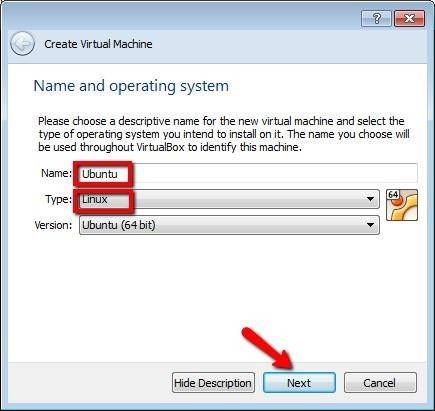 ?
Create Virtual Machine
Name and operating system
Please choose a descriptive name for the new virtual machine and select the
type of operating system you intend to install on it. The name you choose will
be used throughout VirtualBox to identify this machine.
Name: Ubuntu
Type: Linux
64
Version: Ubuntu (64 bit)
Hide Description Next Cancel